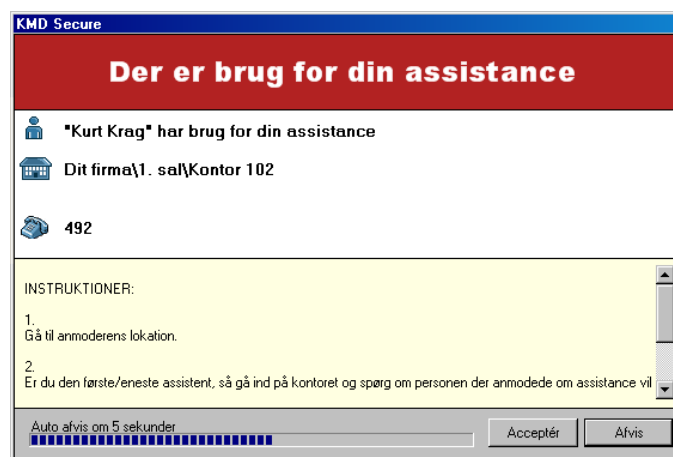 KMD Secure
Der er brug for din assistance
"Kurt Krag" har brug for din assistance
Dit firma\1. sal\Kontor 102
492
INSTRUKTIONER:
1.
Gå til anmoderens lokation.
2.
Er du den første/eneste assistent, så gå ind på kontoret og spørg om personen der anmodede om assistance vil
Auto afvis om 5 sekunder
Acceptér
Afvis